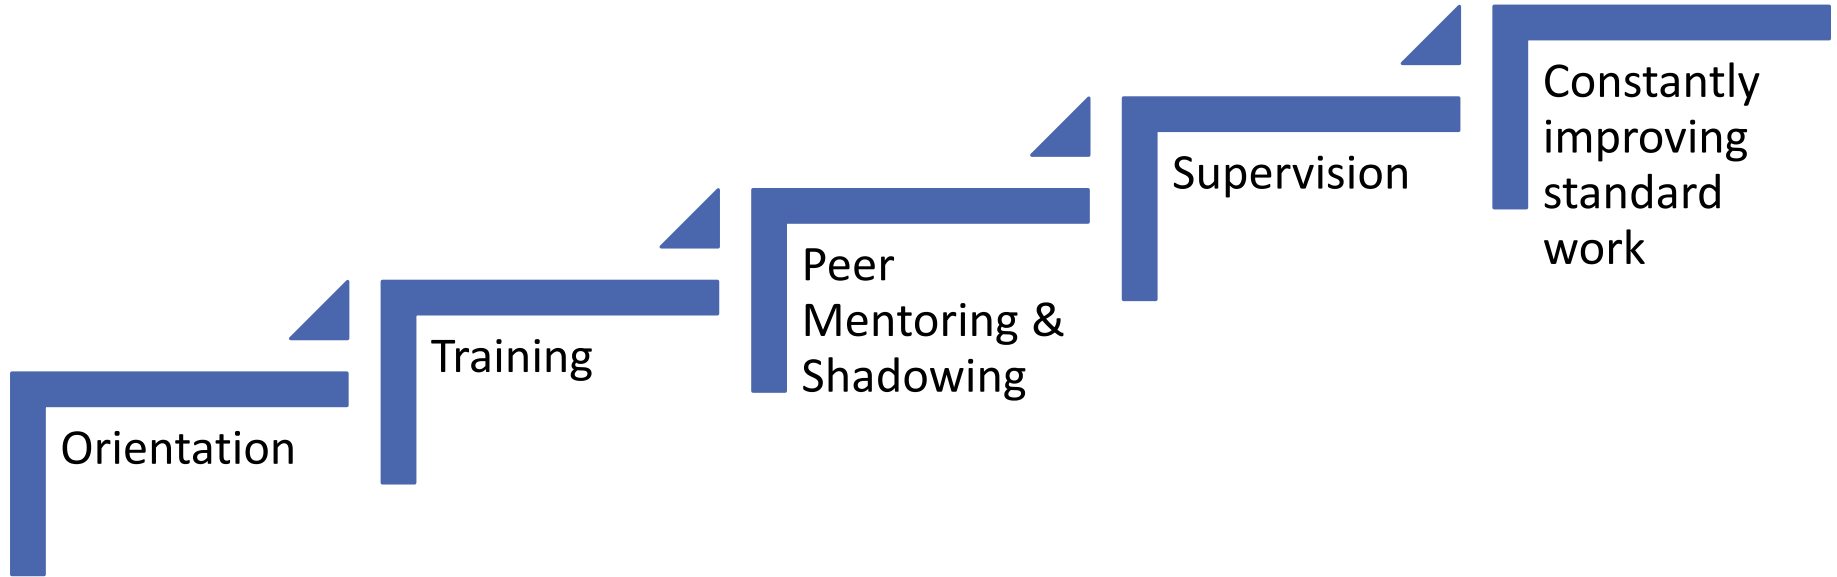 Orientation
Training
Peer
Mentoring &
Shadowing
Supervision
Constantly
improving
standard
work